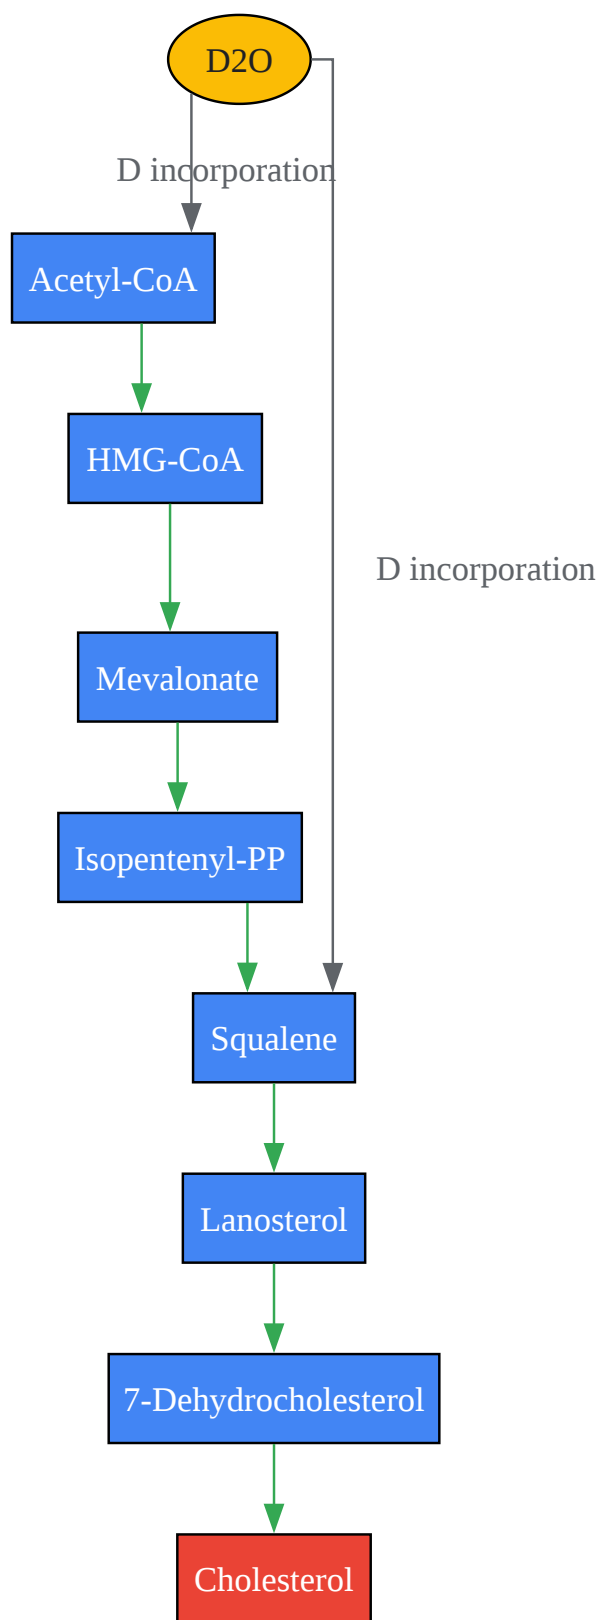 D2O
D incorporation
Acetyl-CoA
HMG-CoA
D incorporation
Mevalonate
Isopentenyl-PP
Squalene
Lanosterol
7-Dehydrocholesterol
Cholesterol